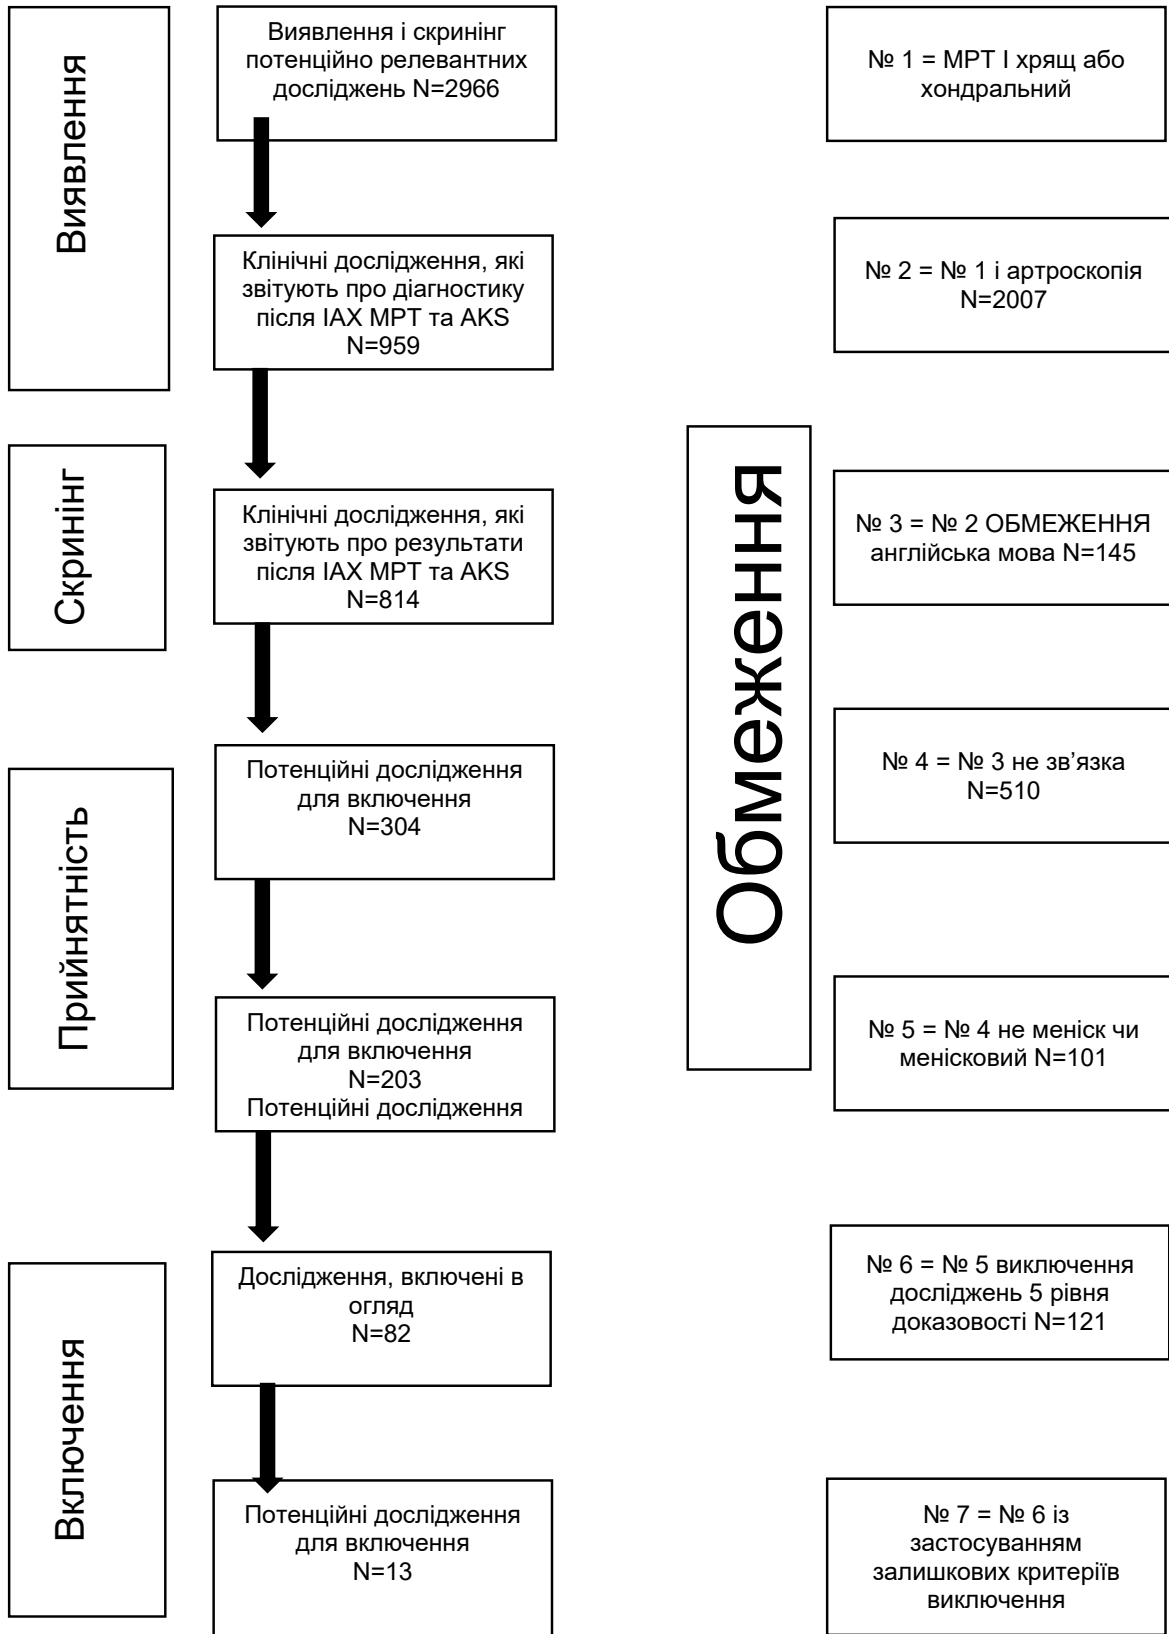 Виявлення
Виявлення і скринінг
потенційно релевантних
досліджень N=2966
Клінічні дослідження, які
звітують про діагностику
після IAX МРТ та AKS
N=959
Скринінг
Клінічні дослідження, які
звітують про результати
після IAX МРТ та AKS
N=814
Прийнятність
Потенційні дослідження
для включення
N=304
Потенційні дослідження
для включення
N=203
Потенційні дослідження
Включення
Дослідження, включені в
огляд
N=82
Потенційні дослідження
для включення
N=13
Обмеження
№ 1 = МРТ І хрящ або
хондральний
№ 2 = № 1 і артроскопія
N=2007
№ 3 = № 2 ОБМЕЖЕННЯ
англійська мова N=145
№ 4 = № 3 не зв’язка
N=510
№ 5 = № 4 не меніск чи
менісковий N=101
№ 6 = № 5 виключення
досліджень 5 рівня
доказовості N=121
№ 7 = № 6 із
застосуванням
залишкових критеріїв
виключення